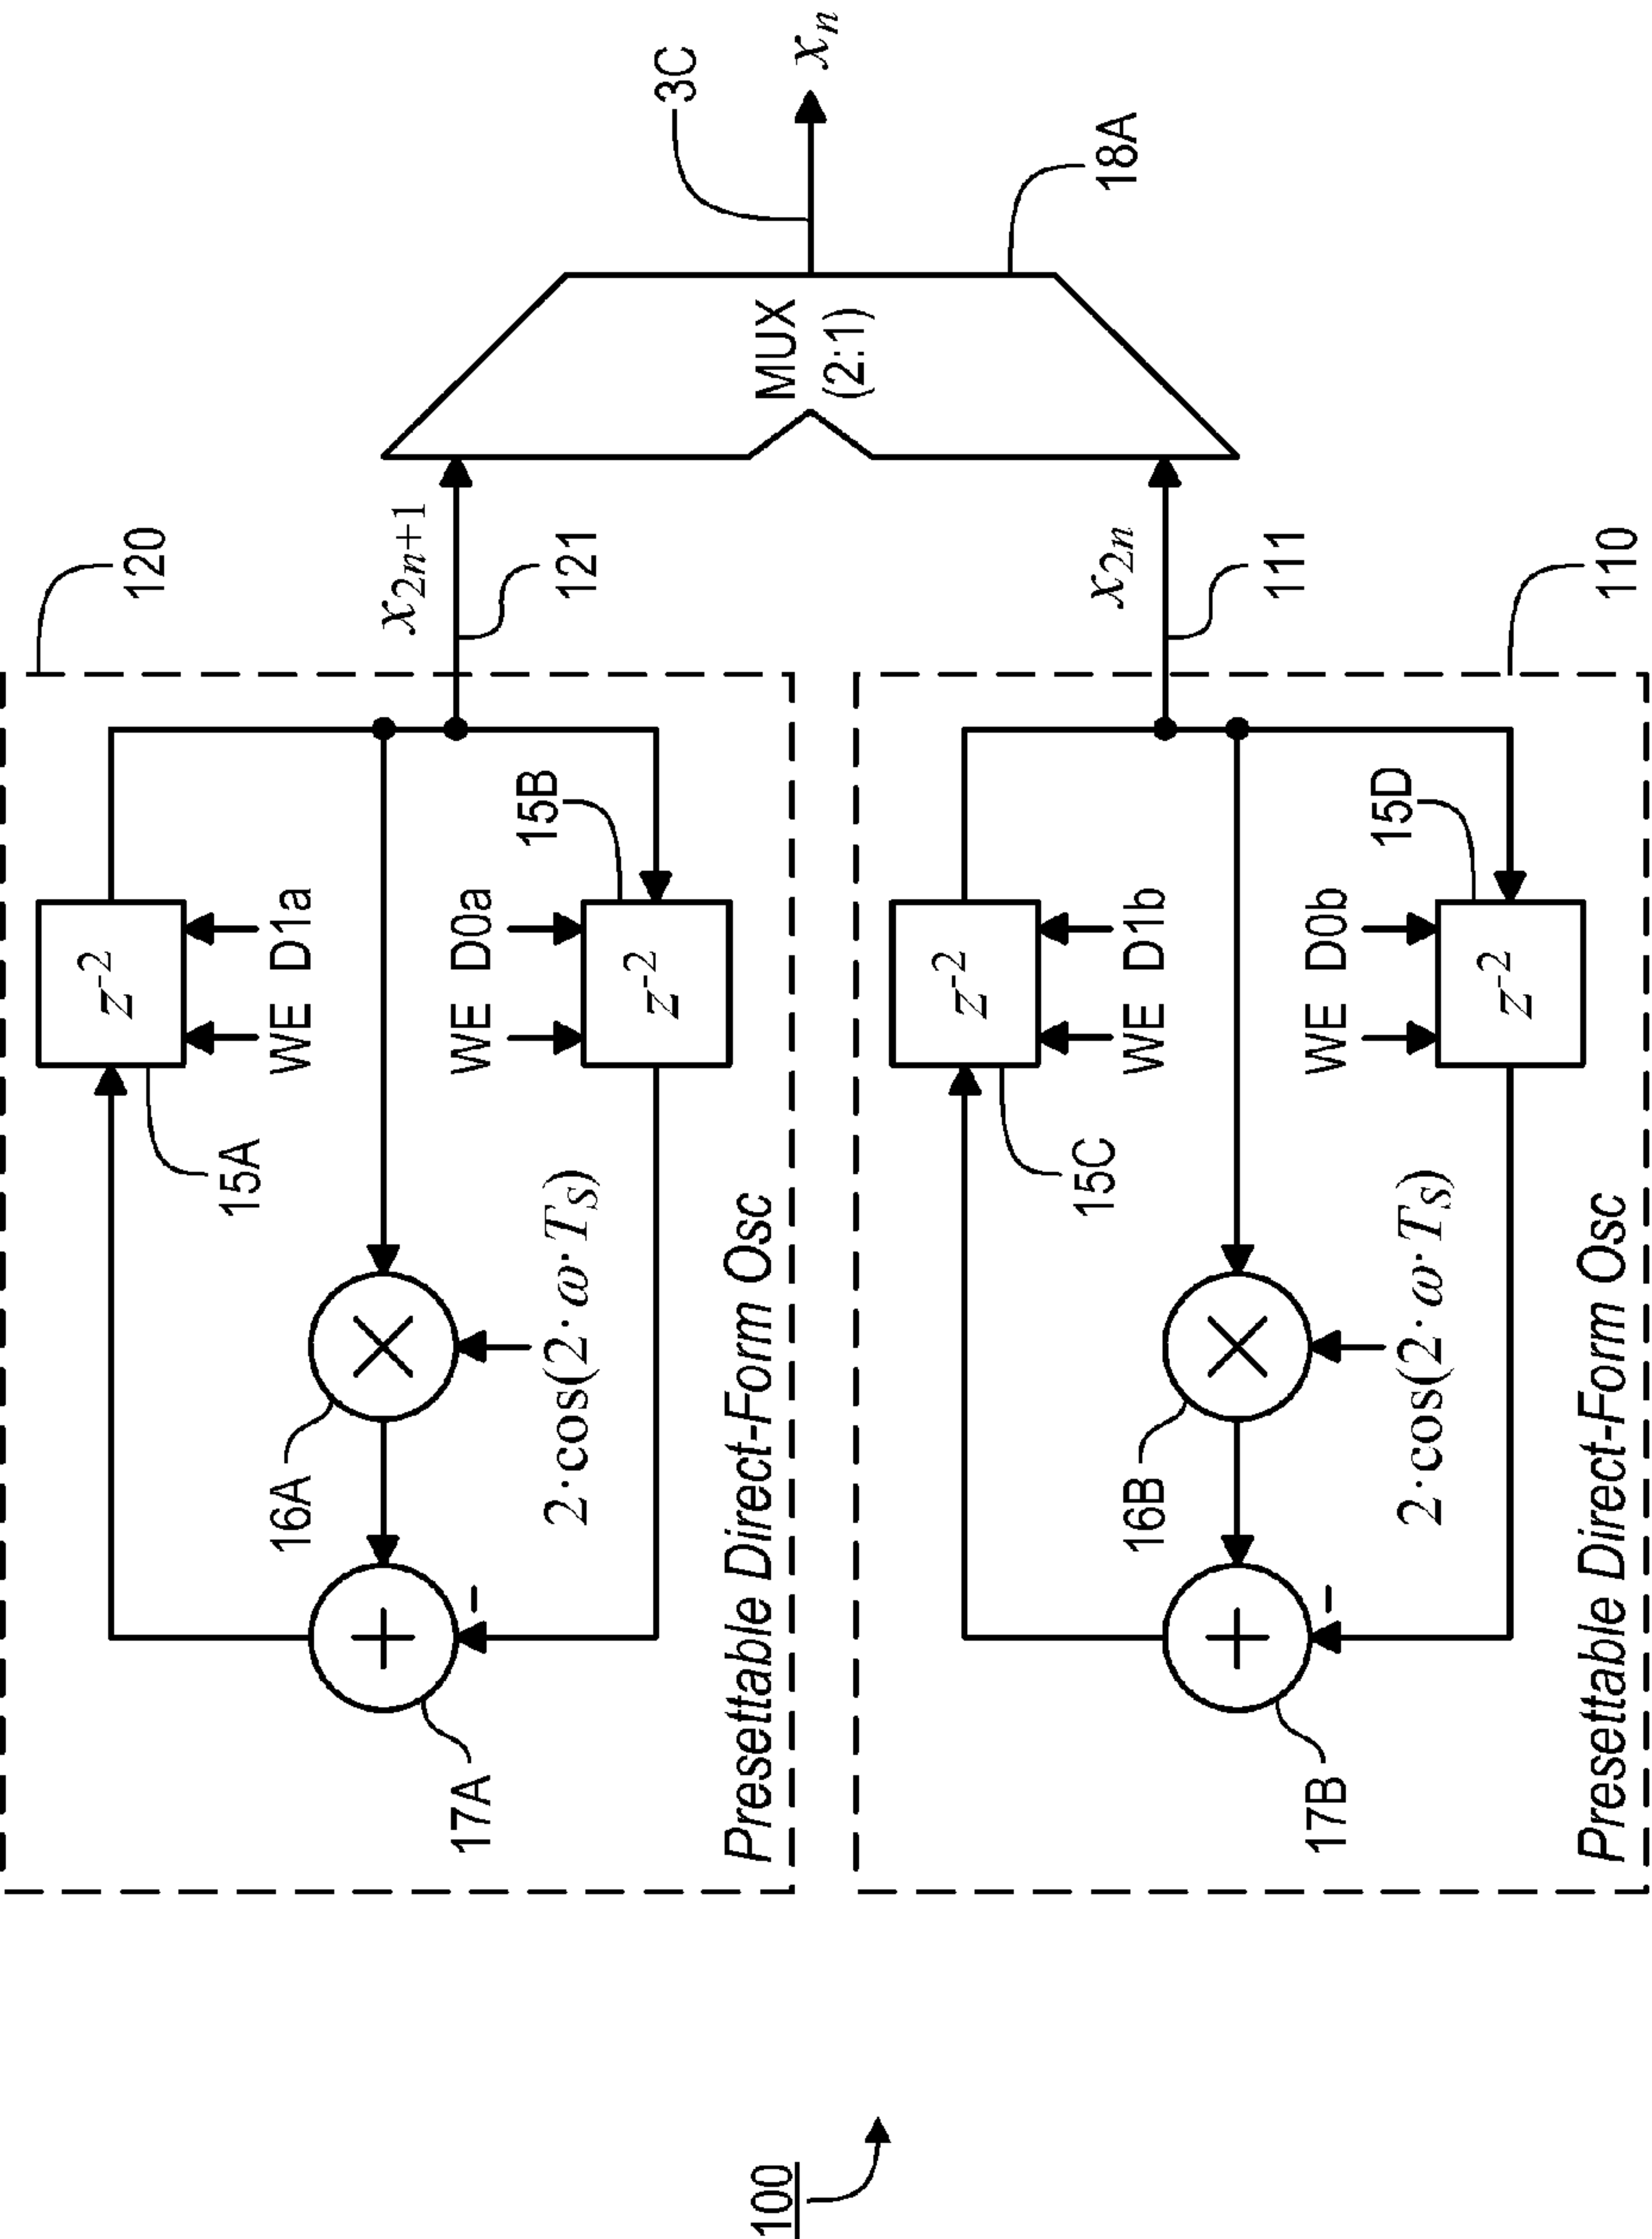 120
15A
z⁻²
WE D1a
16A
2·cos(2·ω·T_S)
WE D0a
z⁻²
15B
17A
Presettable Direct-Form Osc
x_{2n+1}
121
MUX
(2:1)
3C
x_n
18A
15C
z⁻²
WE D1b
16B
2·cos(2·ω·T_S)
WE D0b
z⁻²
15D
17B
Presettable Direct-Form Osc
x_{2n}
111
110
100
+
×
−
+
×
−